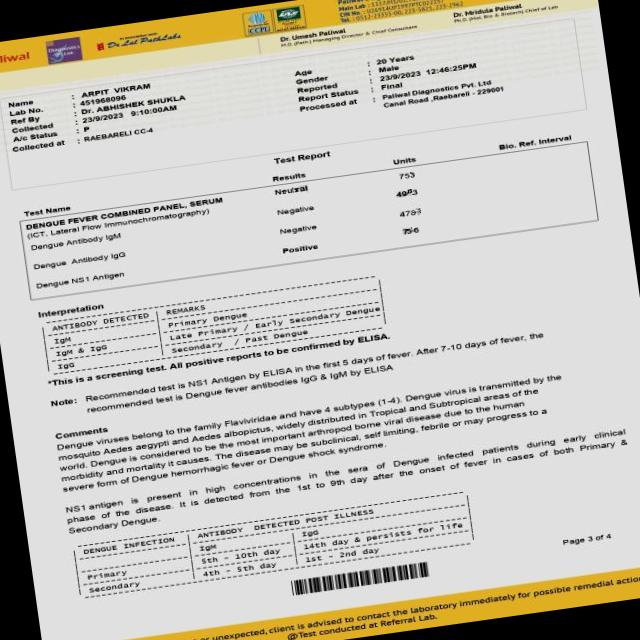 liwal
Diagnostics
Dr Lal PathLabs
CCPL
Main Lab :
CIN No. :
Tel. : 0512-
Dr. Umesh Paliwal
M.D. (Path.) Managing Director & Chief Consultant
Dr. Mridula Paliwal
Ph.D. (Mol. Bio & Biotech) Chief of Lab
Name : ARPIT VIKRAM
Lab No. : 451968096
Ref By : Dr. ABHISHEK SHUKLA
Collected : 23/9/2023 9:10:00AM
A/c Status : P
Collected at : RAEBARELI CC-4
Age : 20 Years
Gender : Male
Reported : 23/9/2023 12:46:25PM
Report Status : Final
Processed at : Paliwal Diagnostics Pvt. Ltd
Canal Road ,Raebareli - 229001
Test Report
Test Name Results Units Bio. Ref. Interval
DENGUE FEVER COMBINED PANEL, SERUM Neutral 753
(ICT, Lateral Flow Immunochromatography)
Dengue Antibody IgM Negative
Dengue Antibody IgG Negative
Dengue NS1 Antigen Positive
Interpretation
ANTIBODY DETECTED REMARKS
IgM Primary Dengue
IgM & IgG Late Primary / Early Secondary Dengue
IgG Secondary / Past Dengue
*This is a screening test. All positive reports to be confirmed by ELISA.
Note: Recommended test is NS1 Antigen by ELISA in the first 5 days of fever. After 7-10 days of fever, the
recommended test is Dengue fever antibodies IgG & IgM by ELISA
Comments
Dengue viruses belong to the family Flaviviridae and have 4 subtypes (1-4). Dengue virus is transmitted by the
mosquito Aedes aegypti and Aedes albopictus, widely distributed in Tropical and Subtropical areas of the
world. Dengue is considered to be the most important arthropod borne viral disease due to the human
morbidity and mortality it causes. The disease may be subclinical, self limiting, febrile or may progress to a
severe form of Dengue hemorrhagic fever or Dengue shock syndrome.
NS1 antigen is present in high concentrations in the sera of Dengue infected patients during early clinical
phase of the disease. It is detected from the 1st to 9th day after the onset of fever in cases of both Primary &
Secondary Dengue.
DENGUE INFECTION ANTIBODY DETECTED POST ILLNESS
IgM IgG
Primary 5th - 10th day 14th day & persists for life
Secondary 4th - 5th day 1st - 2nd day
Page 3 of 4
or unexpected, client is advised to contact the laboratory immediately for possible remedial action
@Test conducted at Referral Lab.